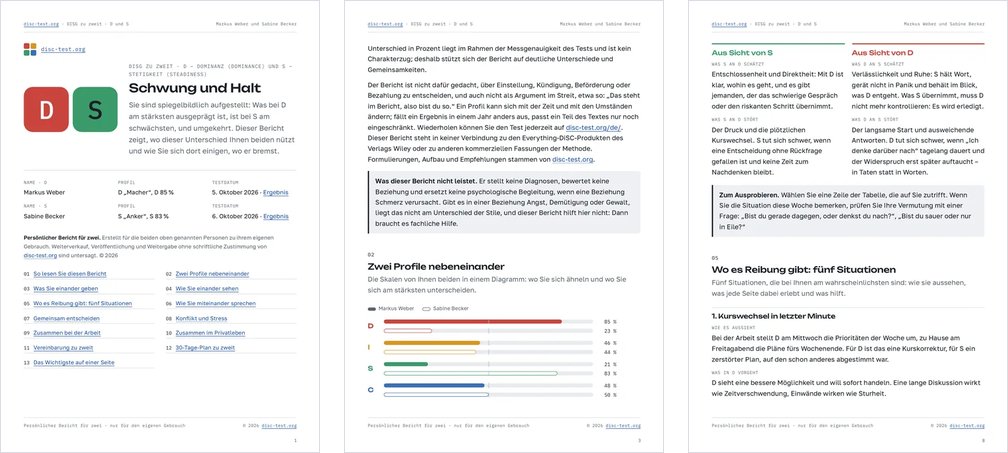 disc-test.org · DISG zu zweit · D und S
Markus Weber und Sabine Becker
disc-test.org
DISG ZU ZWEIT · D – DOMINANZ (DOMINANCE) UND S –
STETIGKEIT (STEADINESS)
D S
Schwung und Halt
Sie sind spiegelbildlich aufgestellt: Was bei D
am stärksten ausgeprägt ist, ist bei S am
schwächsten, und umgekehrt. Dieser Bericht
zeigt, wo dieser Unterschied Ihnen beiden nützt
und wie Sie sich dort einigen, wo er bremst.
NAME · D
PROFIL
TESTDATUM
Markus Weber
D „Macher“, D 85 %
5. Oktober 2026 · Ergebnis
NAME · S
PROFIL
TESTDATUM
Sabine Becker
S „Anker“, S 83 %
6. Oktober 2026 · Ergebnis
Persönlicher Bericht für zwei. Erstellt für die beiden oben genannten Personen zu ihrem eigenen
Gebrauch. Weiterverkauf, Veröffentlichung und Weitergabe ohne schriftliche Zustimmung von
disc-test.org sind untersagt. © 2026
01 So lesen Sie diesen Bericht
02 Zwei Profile nebeneinander
03 Was Sie einander geben
04 Wie Sie einander sehen
05 Wo es Reibung gibt: fünf Situationen
06 Wie Sie miteinander sprechen
07 Gemeinsam entscheiden
08 Konflikt und Stress
09 Zusammen bei der Arbeit
10 Zusammen im Privatleben
11 Vereinbarung zu zweit
12 30-Tage-Plan zu zweit
13 Das Wichtigste auf einer Seite
Persönlicher Bericht für zwei · nur für den eigenen Gebrauch
© 2026 disc-test.org
1
disc-test.org · DISG zu zweit · D und S
Markus Weber und Sabine Becker
Unterschied in Prozent liegt im Rahmen der Messgenauigkeit des Tests und ist kein
Charakterzug; deshalb stützt sich der Bericht auf deutliche Unterschiede und
Gemeinsamkeiten.
Der Bericht ist nicht dafür gedacht, über Einstellung, Kündigung, Beförderung oder
Bezahlung zu entscheiden, und auch nicht als Argument im Streit, etwa so: „Das steht
im Bericht, also bist du so.“ Ein Profil kann sich mit der Zeit und mit den Umständen
ändern; fällt ein Ergebnis in einem Jahr anders aus, passt ein Teil des Textes nur noch
eingeschränkt. Wiederholen können Sie den Test jederzeit auf disc-test.org/de/.
Dieser Bericht steht in keiner Verbindung zu den Everything-DiSC-Produkten des
Verlags Wiley oder zu anderen kommerziellen Fassungen der Methode.
Formulierungen, Aufbau und Empfehlungen stammen von disc-test.org.
Was dieser Bericht nicht leistet. Er stellt keine Diagnosen, bewertet keine
Beziehung und ersetzt keine psychologische Begleitung, wenn eine Beziehung
Schmerz verursacht. Gibt es in einer Beziehung Angst, Demütigung oder Gewalt,
liegt das nicht am Unterschied der Stile, und dieser Bericht hilft hier nicht: Dann
braucht es fachliche Hilfe.
02
Zwei Profile nebeneinander
Die Skalen von Ihnen beiden in einem Diagramm: wo Sie sich ähneln und wo Sie
sich am stärksten unterscheiden.
Markus Weber Sabine Becker
D
85 %
23 %
I
46 %
44 %
S
21 %
83 %
C
48 %
50 %
Persönlicher Bericht für zwei · nur für den eigenen Gebrauch
© 2026 disc-test.org
3
disc-test.org · DISG zu zweit · D und S
Markus Weber und Sabine Becker
Aus Sicht von S
WAS S AN D SCHÄTZT
Entschlossenheit und Direktheit: Mit D ist
klar, wohin es geht, und es gibt
jemanden, der das schwierige Gespräch
oder den riskanten Schritt übernimmt.
WAS S AN D STÖRT
Der Druck und die plötzlichen
Kurswechsel. S tut sich schwer, wenn
eine Entscheidung ohne Rückfrage
gefallen ist und keine Zeit zum
Verarbeiten bleibt.
Aus Sicht von D
WAS D AN S SCHÄTZT
Verlässlichkeit und Ruhe: S hält Wort,
gerät nicht in Panik und behält im Blick,
was D entgeht. Was S übernimmt, muss D
nicht mehr kontrollieren: Es wird erledigt.
WAS D AN S STÖRT
Der langsame Start und ausweichende
Antworten. D tut sich schwer, wenn „Ich
denke darüber nach“ tagelang dauert und
der Widerspruch erst später auftaucht –
in Taten statt in Worten.
Zum Ausprobieren. Wählen Sie eine Zeile der Tabelle, die auf Sie zutrifft. Wenn
Sie die Situation diese Woche bemerken, prüfen Sie Ihre Vermutung mit einer
Frage: „Bist du gerade dagegen, oder denkst du nach?“, „Bist du sauer oder nur
in Eile?“
05
Wo es Reibung gibt: fünf Situationen
Fünf Situationen, die bei Ihnen am wahrscheinlichsten sind: wie sie aussehen,
was jede Seite dabei erlebt und was hilft.
1. Kurswechsel in letzter Minute
WIE ES AUSSIEHT
Bei der Arbeit stellt D am Mittwoch die Prioritäten der Woche um, zu Hause am
Freitagabend die Pläne fürs Wochenende. Für D ist das eine Kurskorrektur, für S ein
zerstörter Plan, auf den schon anderes abgestimmt war.
WAS IN D VORGEHT
D sieht eine bessere Möglichkeit und will sofort handeln. Eine lange Diskussion wirkt
wie Zeitverschwendung, Einwände wirken wie Sturheit.
Persönlicher Bericht für zwei · nur für den eigenen Gebrauch
© 2026 disc-test.org
8